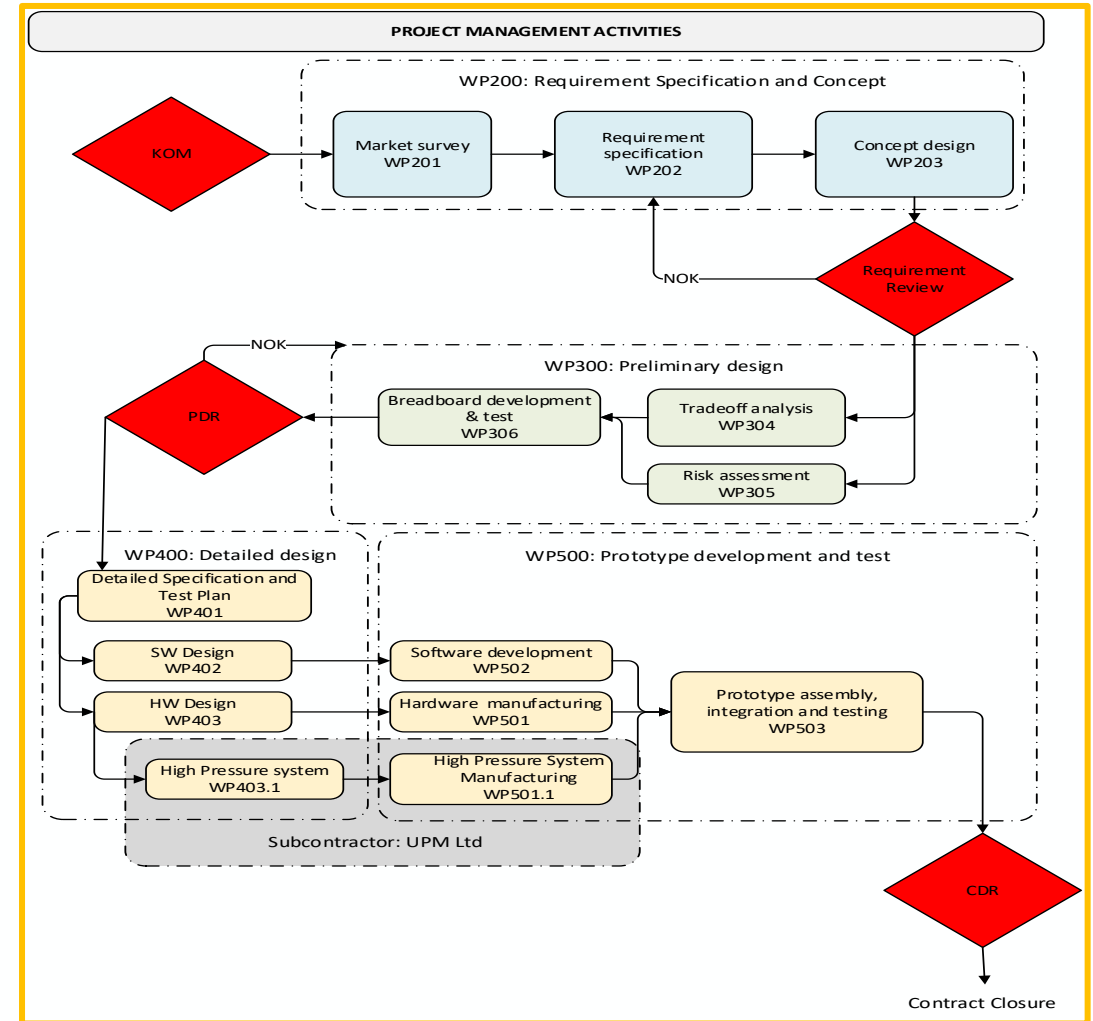 PROJECT MANAGEMENT ACTIVITIES
WP200: Requirement Specification and Concept
KOM
Market survey
WP201
Requirement
specification
WP202
Concept design
WP203
Requirement
Review
NOK
NOK
WP300: Preliminary design
PDR
Breadboard development
& test
WP306
Tradeoff analysis
WP304
Risk assessment
WP305
WP400: Detailed design
WP500: Prototype development and test
Detailed Specification and
Test Plan
WP401
SW Design
WP402
Software development
WP502
HW Design
WP403
Hardware manufacturing
WP501
Prototype assembly,
integration and testing
WP503
High Pressure system
WP403.1
High Pressure System
Manufacturing
WP501.1
Subcontractor: UPM Ltd
CDR
Contract Closure